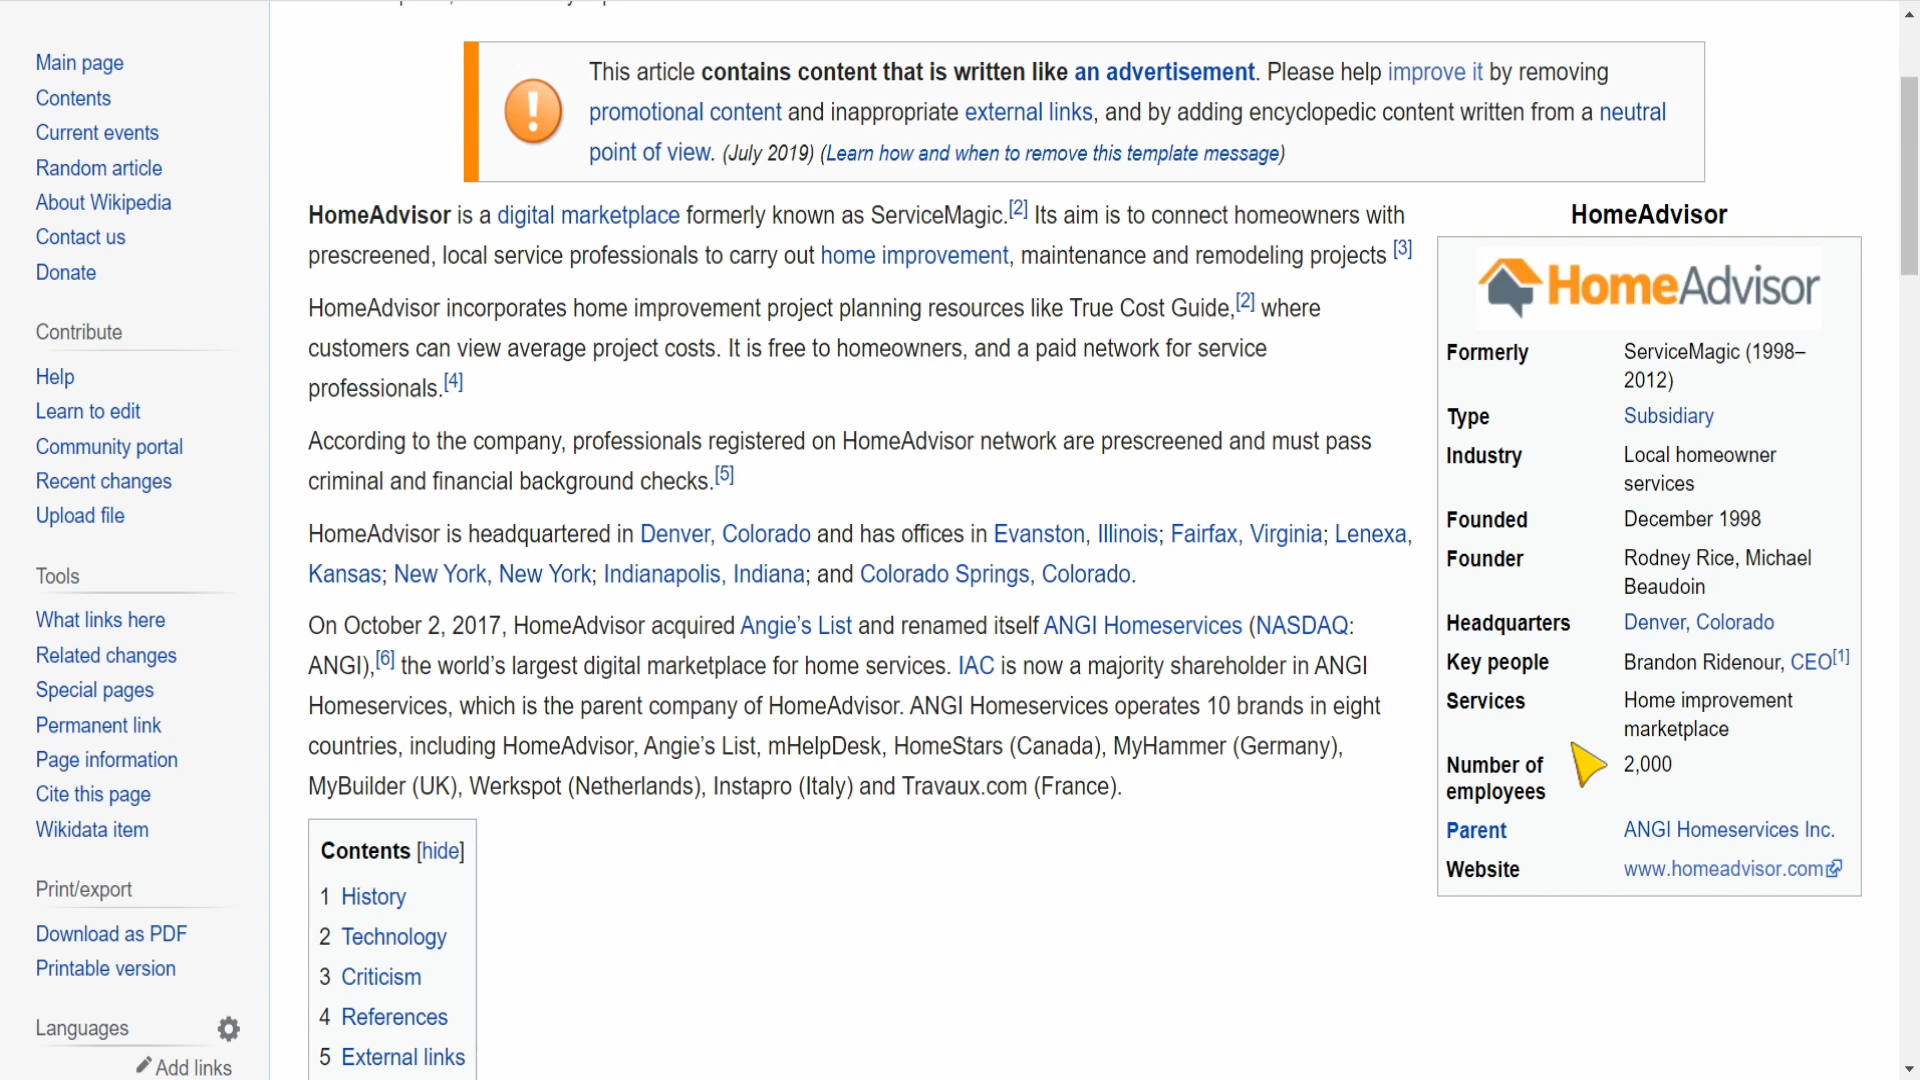 Main page
Contents
Current events
Random article
About Wikipedia
Contact us
Donate
Contribute
Help
Learn to edit
Community portal
Recent changes
Upload file
Tools
What links here
Related changes
Special pages
Permanent link
Page information
Cite this page
Wikidata item
Print/export
Download as PDF
Printable version
Languages
Add links
This article contains content that is written like an advertisement. Please help improve it by removing
promotional content and inappropriate external links, and by adding encyclopedic content written from a neutral
point of view. (July 2019) (Learn how and when to remove this template message)
HomeAdvisor is a digital marketplace formerly known as ServiceMagic.[2] Its aim is to connect homeowners with
prescreened, local service professionals to carry out home improvement, maintenance and remodeling projects [3]
HomeAdvisor incorporates home improvement project planning resources like True Cost Guide,[2] where
customers can view average project costs. It is free to homeowners, and a paid network for service
professionals.[4]
According to the company, professionals registered on HomeAdvisor network are prescreened and must pass
criminal and financial background checks.[5]
HomeAdvisor is headquartered in Denver, Colorado and has offices in Evanston, Illinois; Fairfax, Virginia; Lenexa,
Kansas; New York, New York; Indianapolis, Indiana; and Colorado Springs, Colorado.
On October 2, 2017, HomeAdvisor acquired Angie's List and renamed itself ANGI Homeservices (NASDAQ:
ANGI),[6] the world's largest digital marketplace for home services. IAC is now a majority shareholder in ANGI
Homeservices, which is the parent company of HomeAdvisor. ANGI Homeservices operates 10 brands in eight
countries, including HomeAdvisor, Angie's List, mHelpDesk, HomeStars (Canada), MyHammer (Germany),
MyBuilder (UK), Werkspot (Netherlands), Instapro (Italy) and Travaux.com (France).
Contents [hide]
1 History
2 Technology
3 Criticism
4 References
5 External links
HomeAdvisor
HomeAdvisor
Formerly ServiceMagic (1998–
2012)
Type Subsidiary
Industry Local homeowner
services
Founded December 1998
Founder Rodney Rice, Michael
Beaudoin
Headquarters Denver, Colorado
Key people Brandon Ridenour, CEO[1]
Services Home improvement
marketplace
Number of 2,000
employees
Parent ANGI Homeservices Inc.
Website www.homeadvisor.com